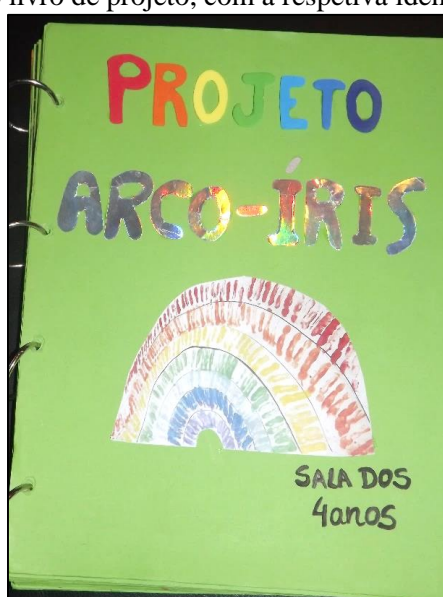 livro de projeto, com a respetiva
PROJETO
ARCO-ÍRIS
SALA DOS
4anos